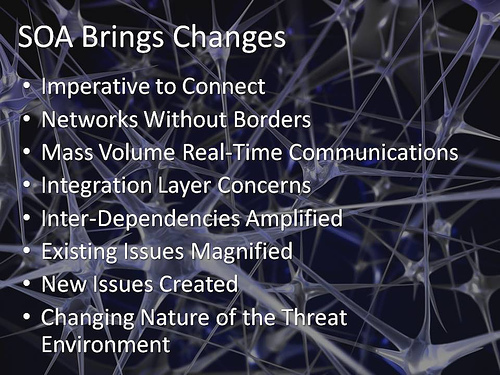 SOA Brings Changes
• Imperative to Connect
• Networks Without Borders
• Mass Volume Real-Time Communications
• Integration Layer Concerns
• Inter-Dependencies Amplified
• Existing Issues Magnified
• New Issues Created
• Changing Nature of the Threat
Environment